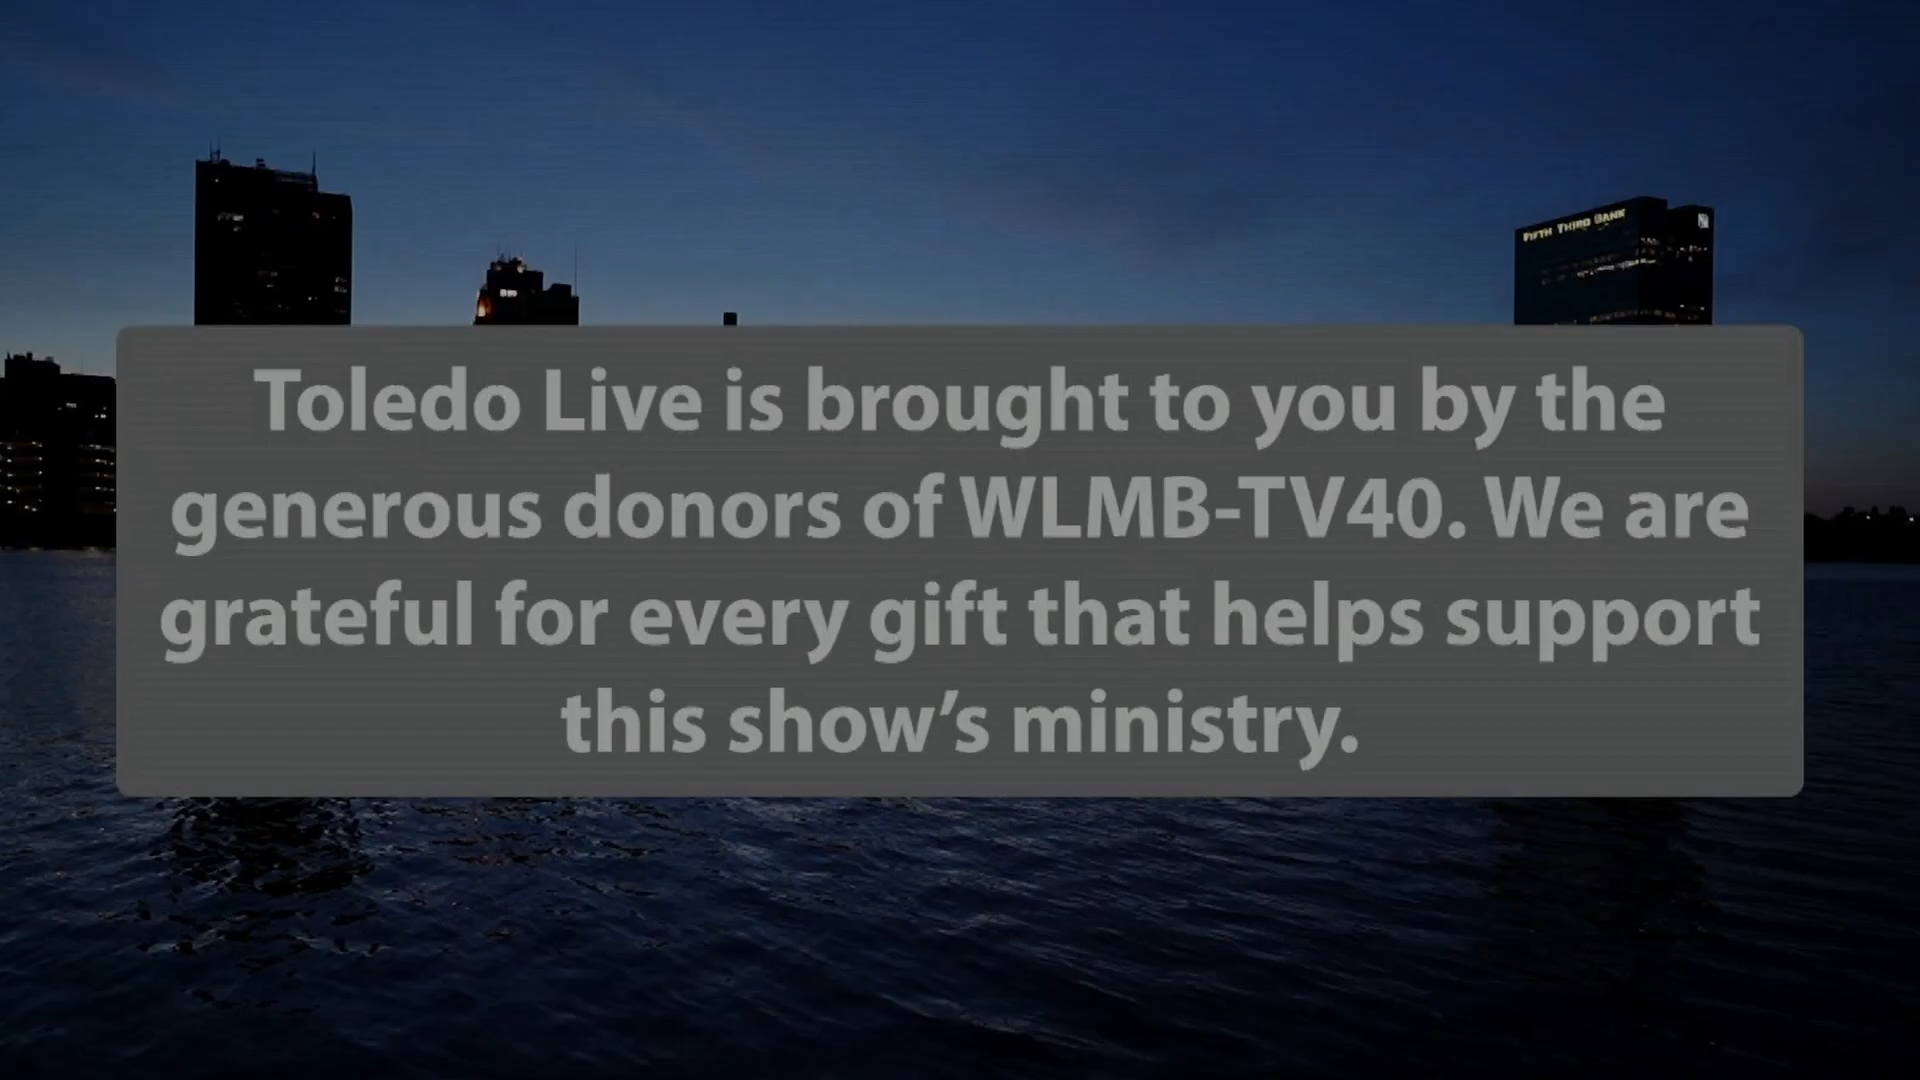 FIFTH THIRD BANK
Toledo Live is brought to you by the
generous donors of WLMB-TV40. We are
grateful for every gift that helps support
this show’s ministry.